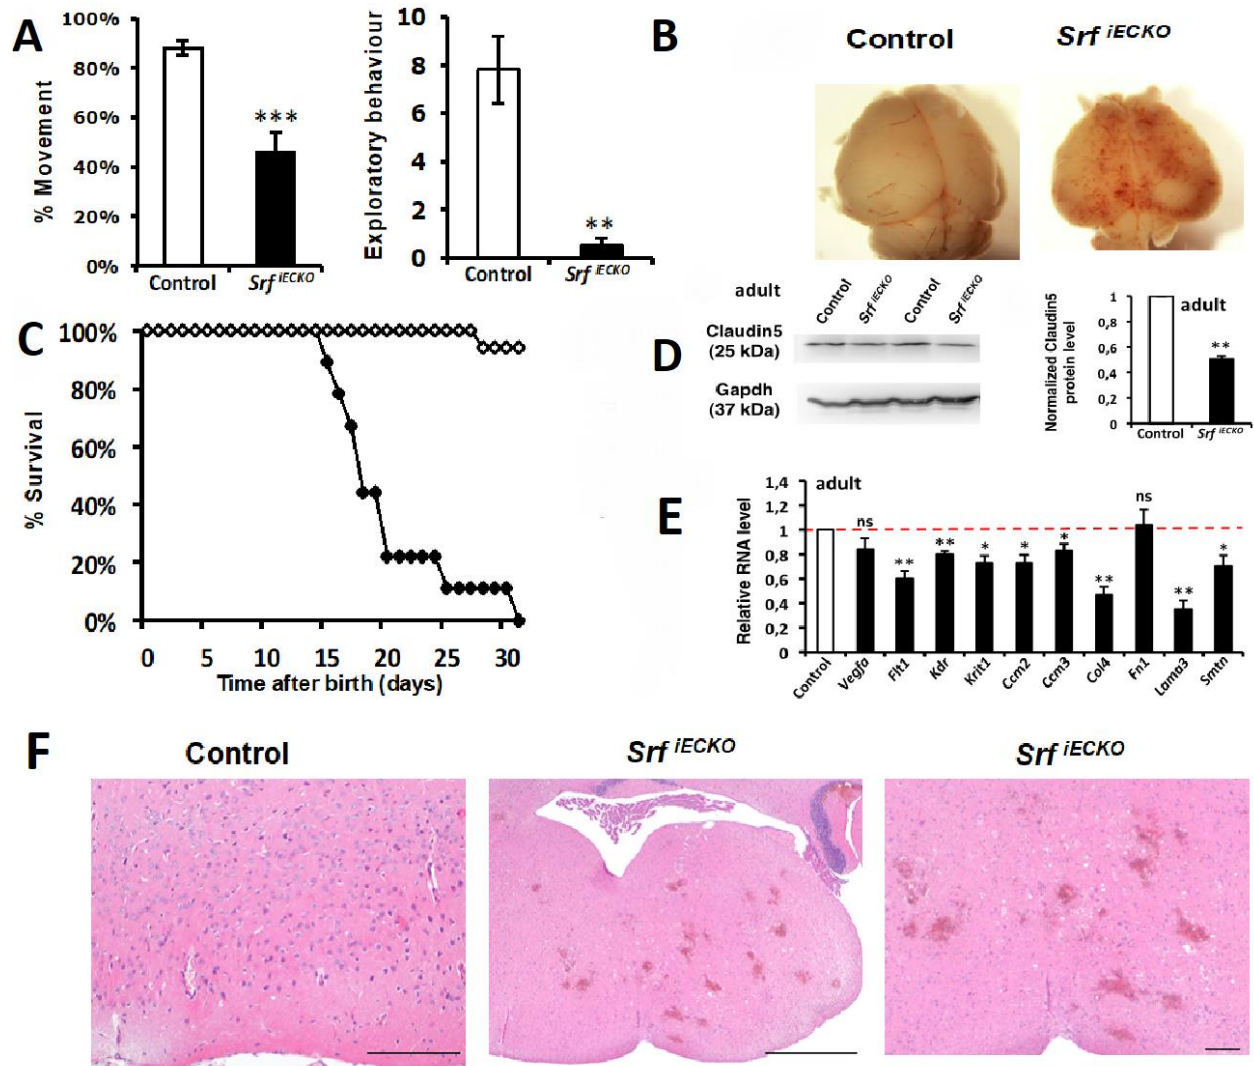 A
100%
80%
60%
40%
20%
0%
% Movement
***
Control
Srf iECKO
10
8
6
4
2
0
Exploratory behaviour
**
Control
Srf iECKO
B
Control
Srf iECKO
C
100%
80%
60%
40%
20%
0%
% Survival
0 5 10 15 20 25 30
Time after birth (days)
D
adult
Control Srf iECKO Control Srf iECKO
Claudin5
(25 kDa)
Gapdh
(37 kDa)
Normalized Claudin5
protein level
1
0,8
0,6
0,4
0,2
0
adult
**
Control Srf iECKO
E
Relative RNA level
1,4
1,2
1
0,8
0,6
0,4
0,2
0
adult
ns ** ** * * * ** ns ** *
Control Vegfa Flt1 Kdr Krit1 Ccm2 Ccm3 Col4 Fn1 Lama3 Smtn
F
Control
Srf iECKO
Srf iECKO